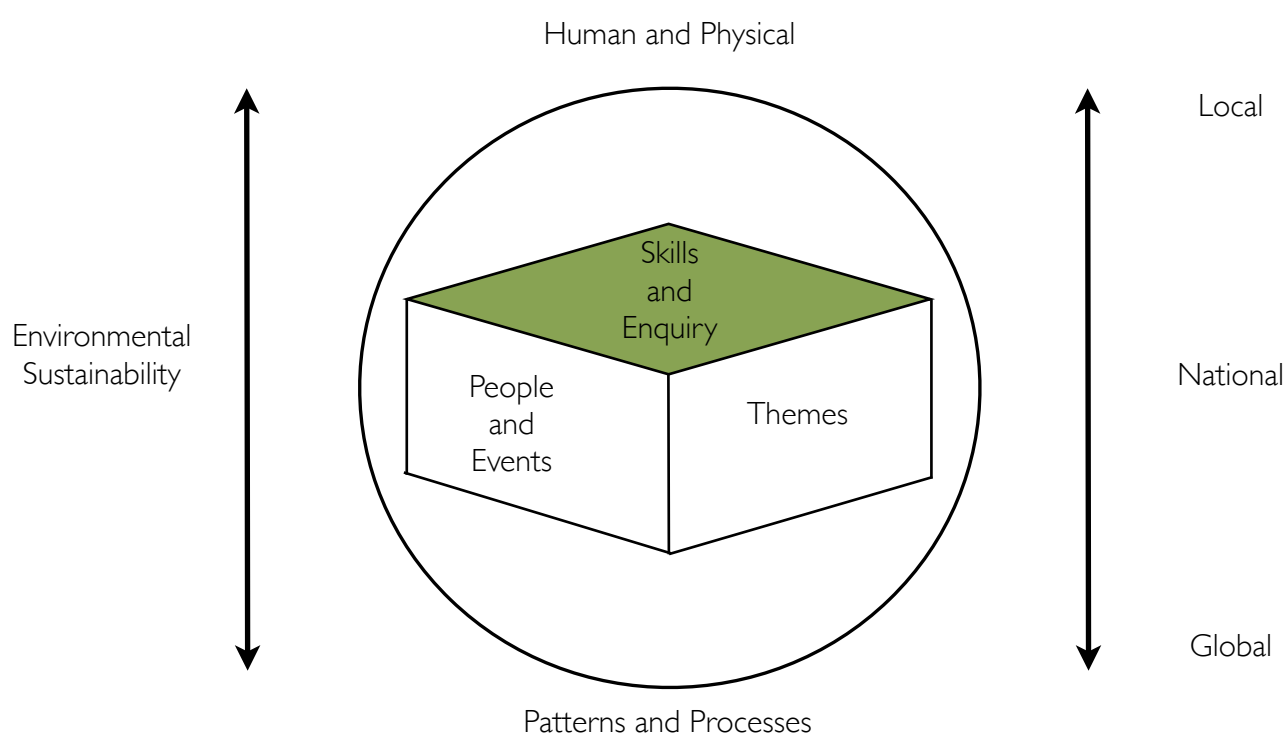 Human and Physical
Local
Skills
and
Enquiry
Environmental
Sustainability
National
People
and
Events
Themes
Global
Patterns and Processes